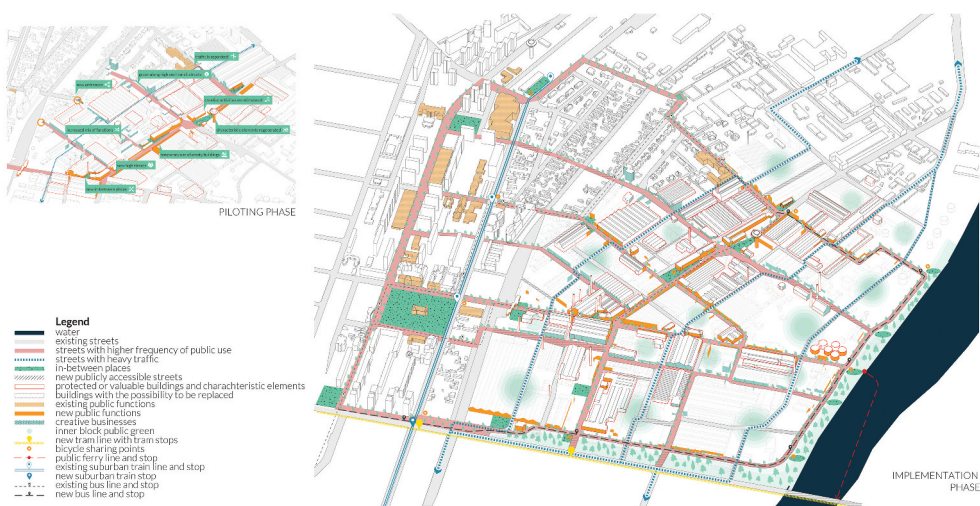 PILOTING PHASE
Legend
water
existing streets
streets with higher frequency of public use
streets with heavy traffic
in-between places
new publicly accessible streets
protected or valuable buildings and charachteristic elements
buildings with the possibility to be replaced
existing public functions
new public functions
creative businesses
inner block public green
new tram line with tram stops
bicycle sharing points
public ferry line and stop
existing suburban train line and stop
new suburban train stop
existing bus line and stop
new bus line and stop
IMPLEMENTATION
PHASE